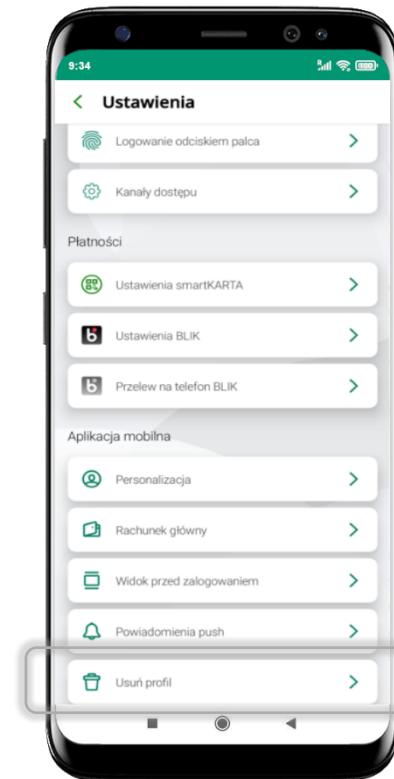 9:34
Ustawienia
Logowanie odciskiem palca
Kanały dostępu
Płatności
Ustawienia smartKARTA
Ustawienia BLIK
Przelew na telefon BLIK
Aplikacja mobilna
Personalizacja
Rachunek główny
Widok przed zalogowaniem
Powiadomienia push
Usuń profil